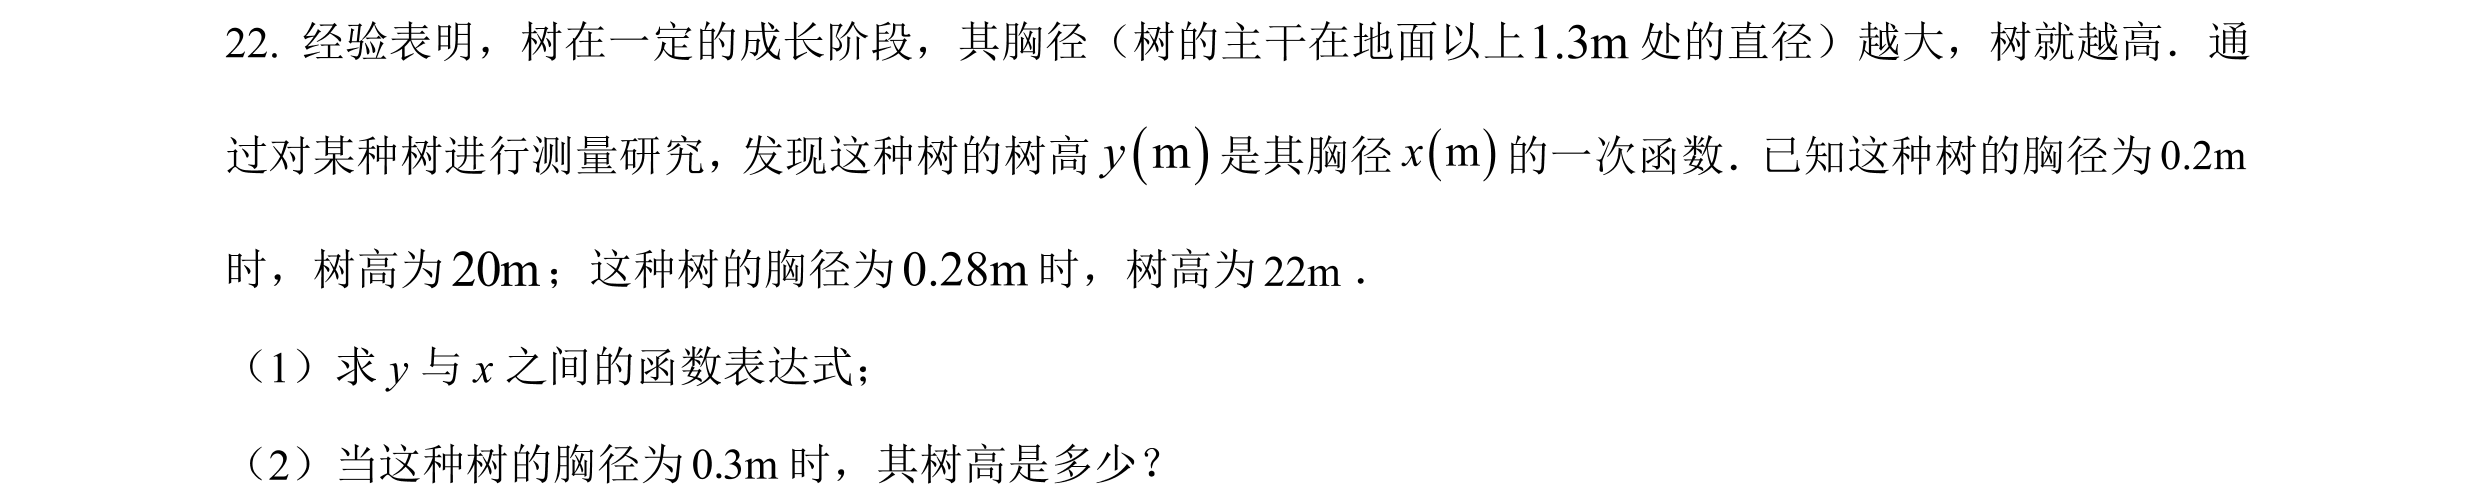 22. 经验表明，树在一定的成长阶段，其胸径（树的主干在地面以上1.3m处的直径）越大，树就越高．通
过对某种树进行测量研究，发现这种树的树高y(m)是其胸径x(m)的一次函数．已知这种树的胸径为0.2m
时，树高为20m；这种树的胸径为0.28m时，树高为22m．
（1）求y与x之间的函数表达式；
（2）当这种树的胸径为0.3m时，其树高是多少？